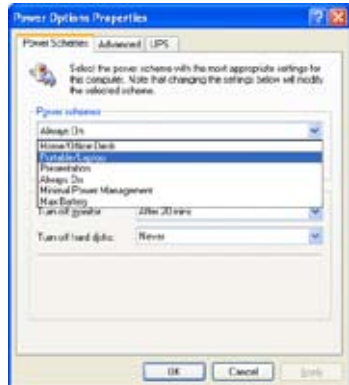 Power Options Properties
Power Schemes Advanced UPS
Select the power scheme with the most appropriate settings for
this computer. Note that changing the settings below will modify
the selected scheme.
Power schemes
Always On
Home/Office Desk
Portable/Laptop
Presentation
Always On
Minimal Power Management
Max Battery
Turn off monitor: After 20 mins
Turn off hard disks: Never
OK Cancel Apply